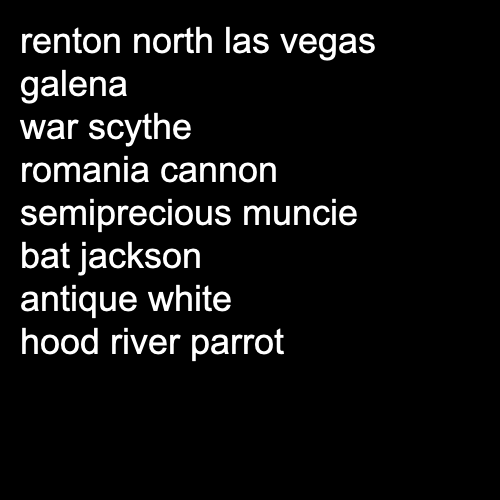 renton north las vegas
galena
war scythe
romania cannon
semiprecious muncie
bat jackson
antique white
hood river parrot